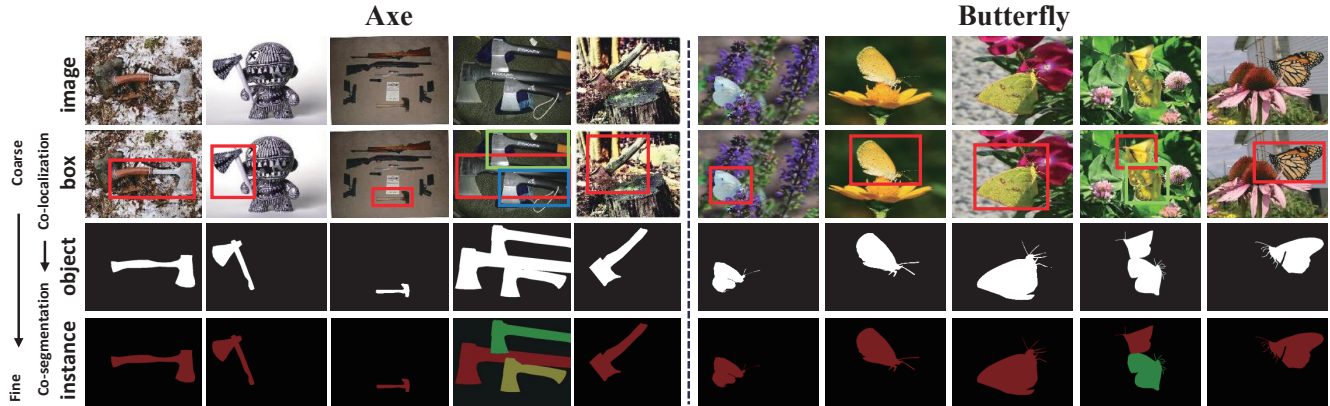 Axe
Butterfly
image
box
object
instance
Coarse
Fine
Co-localization
Co-segmentation